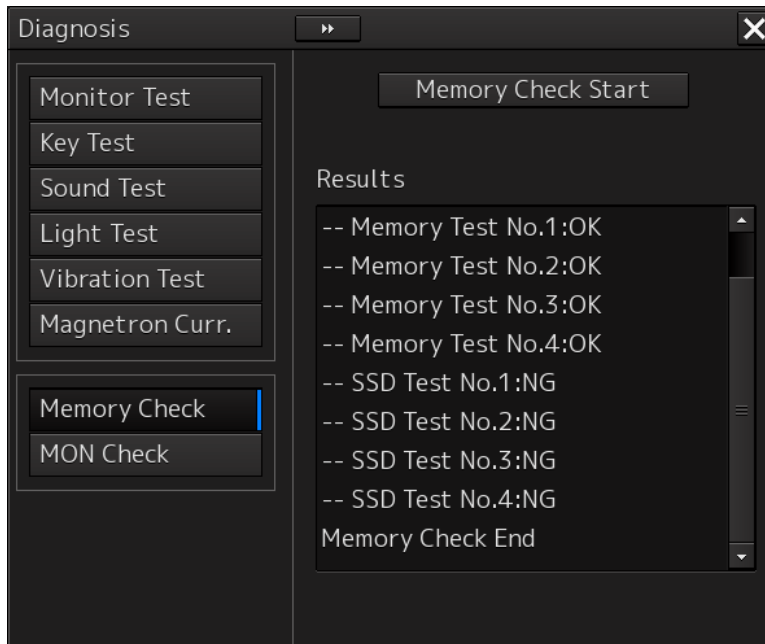 Diagnosis
Monitor Test
Key Test
Sound Test
Light Test
Vibration Test
Magnetron Curr.
Memory Check
MON Check
Memory Check Start
Results
-- Memory Test No.1:OK
-- Memory Test No.2:OK
-- Memory Test No.3:OK
-- Memory Test No.4:OK
-- SSD Test No.1:NG
-- SSD Test No.2:NG
-- SSD Test No.3:NG
-- SSD Test No.4:NG
Memory Check End